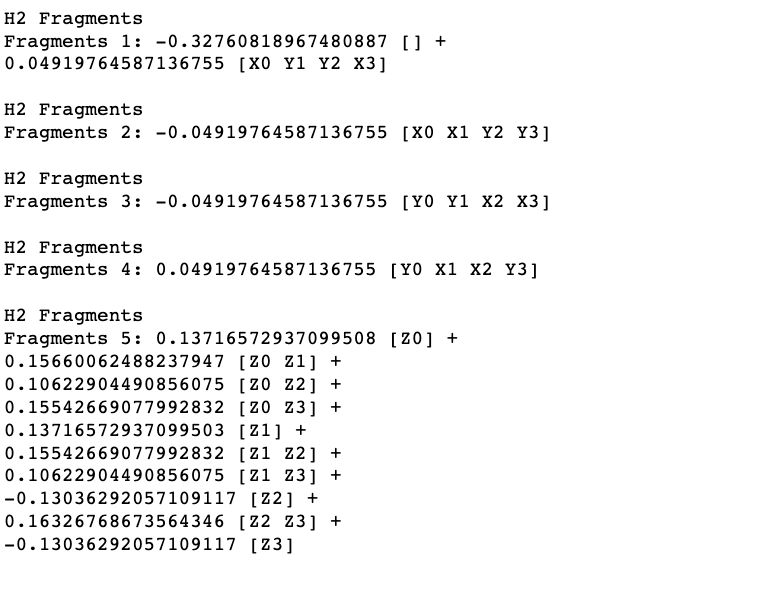 H2 Fragments
Fragments 1: -0.32760818967480887 [] +
0.04919764587136755 [X0 Y1 Y2 X3]
H2 Fragments
Fragments 2: -0.04919764587136755 [X0 X1 Y2 Y3]
H2 Fragments
Fragments 3: -0.04919764587136755 [Y0 Y1 X2 X3]
H2 Fragments
Fragments 4: 0.04919764587136755 [Y0 X1 X2 Y3]
H2 Fragments
Fragments 5: 0.13716572937099508 [Z0] +
0.15660062488237947 [Z0 Z1] +
0.10622904490856075 [Z0 Z2] +
0.15542669077992832 [Z0 Z3] +
0.13716572937099503 [Z1] +
0.15542669077992832 [Z1 Z2] +
0.10622904490856075 [Z1 Z3] +
-0.13036292057109117 [Z2] +
0.16326768673564346 [Z2 Z3] +
-0.13036292057109117 [Z3]